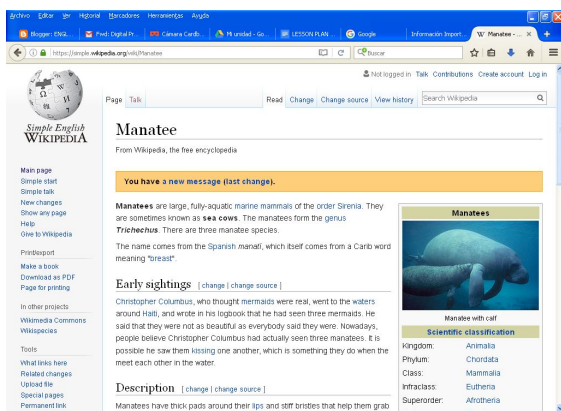 Archivo Editar Ver Historial Marcadores Herramientas Ayuda
Blogger: ENGL... Fwd: Digital Pr... Cámara Cardb... Mi unidad - Go... LESSON PLAN ... Google Información Import... W Manatee - ...
https://simple.wikipedia.org/wiki/Manatee Buscar
Not logged in Talk Contributions Create account Log in
Page Talk Read Change Change source View history Search Wikipedia
Simple English
WIKIPEDIA
Main page
Simple start
Simple talk
New changes
Show any page
Help
Give to Wikipedia
Print/export
Make a book
Download as PDF
Page for printing
In other projects
Wikimedia Commons
Wikispecies
Tools
What links here
Related changes
Upload file
Special pages
Permanent link
Manatee
From Wikipedia, the free encyclopedia
You have a new message (last change).
Manatees are large, fully-aquatic marine mammals of the order Sirenia. They
are sometimes known as sea cows. The manatees form the genus
Trichechus. There are three manatee species.
The name comes from the Spanish manatí, which itself comes from a Carib word
meaning "breast".
Early sightings [ change | change source ]
Christopher Columbus, who thought mermaids were real, went to the waters
around Haiti, and wrote in his logbook that he had seen three mermaids. He
said that they were not as beautiful as everybody said they were. Nowadays,
people believe Christopher Columbus had actually seen three manatees. It is
possible he saw them kissing one another, which is something they do when the
meet each other in the water.
Description [ change | change source ]
Manatees have thick pads around their lips and stiff bristles that help them grab
Manatees
Manatee with calf
Scientific classification
Kingdom: Animalia
Phylum: Chordata
Class: Mammalia
Infraclass: Eutheria
Superorder: Afrotheria